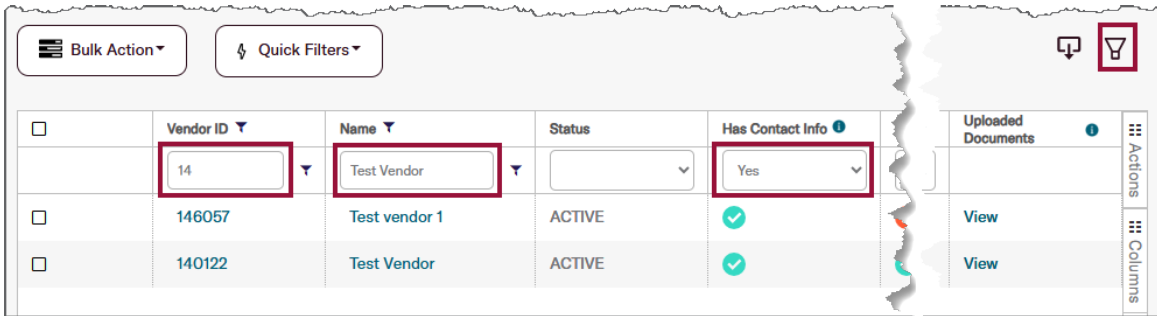 Bulk Action Quick Filters
Vendor ID Name Status Has Contact Info Uploaded
Documents
14 Test Vendor Yes
146057 Test vendor 1 ACTIVE View
140122 Test Vendor ACTIVE View
Actions
Columns